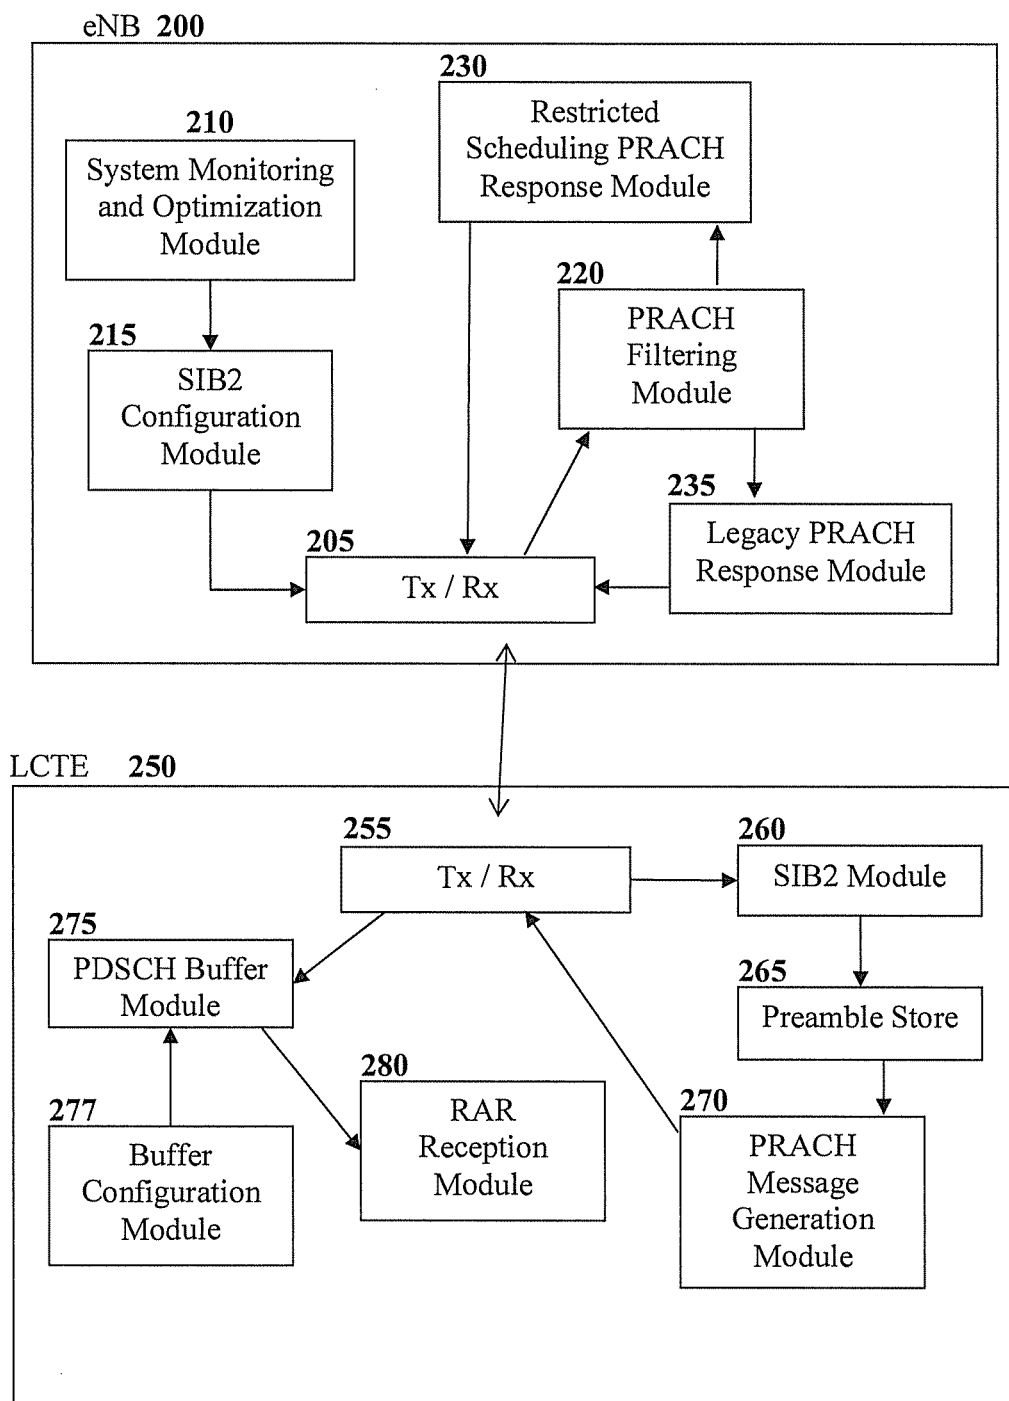 eNB 200
230
Restricted
Scheduling PRACH
Response Module
210
System Monitoring
and Optimization
Module
220
PRACH
Filtering
Module
215
SIB2
Configuration
Module
235
Legacy PRACH
Response Module
205
Tx / Rx
LCTE 250
255
Tx / Rx
260
SIB2 Module
275
PDSCH Buffer
Module
265
Preamble Store
280
RAR
Reception
Module
277
Buffer
Configuration
Module
270
PRACH
Message
Generation
Module